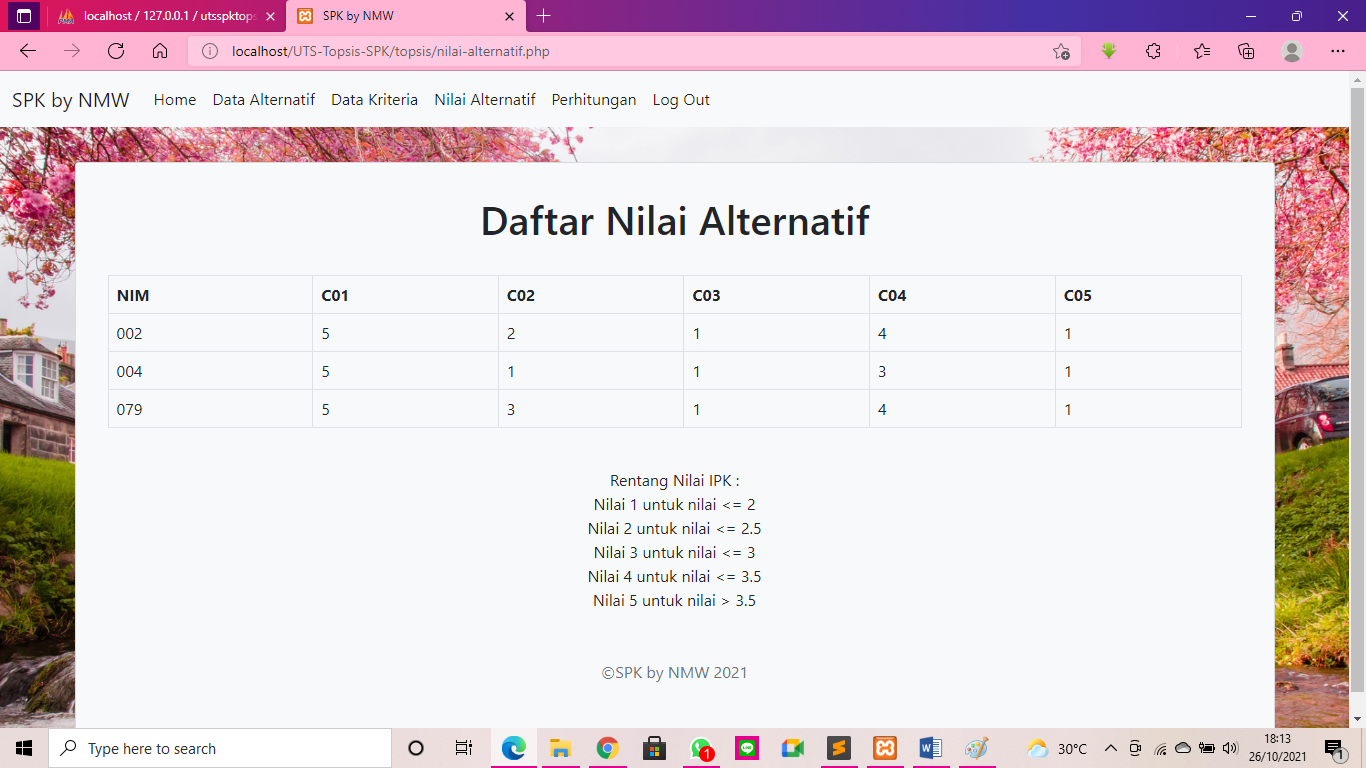 localhost / 127.0.0.1 / utsspktops
SPK by NMW
localhost/UTS-Topsis-SPK/topsis/nilai-alternatif.php
SPK by NMW Home Data Alternatif Data Kriteria Nilai Alternatif Perhitungan Log Out
Daftar Nilai Alternatif
NIM C01 C02 C03 C04 C05
002 5 2 1 4 1
004 5 1 1 3 1
079 5 3 1 4 1
Rentang Nilai IPK :
Nilai 1 untuk nilai <= 2
Nilai 2 untuk nilai <= 2.5
Nilai 3 untuk nilai <= 3
Nilai 4 untuk nilai <= 3.5
Nilai 5 untuk nilai > 3.5
©SPK by NMW 2021
Type here to search
1
LINE
30°C
18:13
26/10/2021
1